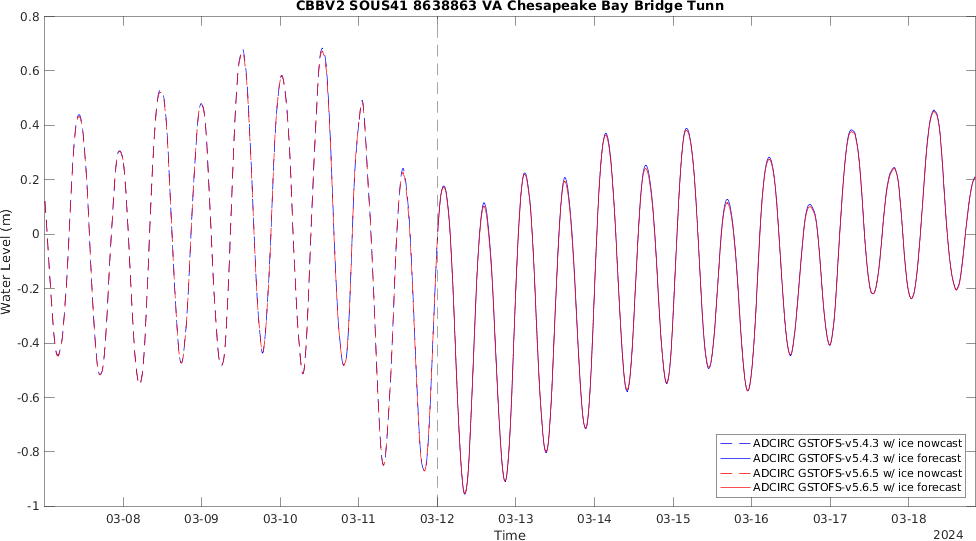 CBBV2 SOUS41 8638863 VA Chesapeake Bay Bridge Tunn
0.8
0.6
0.4
0.2
0
-0.2
-0.4
-0.6
-0.8
-1
Water Level (m)
ADCIRC GSTOFS-v5.4.3 w/ ice nowcast
ADCIRC GSTOFS-v5.4.3 w/ ice forecast
ADCIRC GSTOFS-v5.6.5 w/ ice nowcast
ADCIRC GSTOFS-v5.6.5 w/ ice forecast
03-08 03-09 03-10 03-11 03-12 03-13 03-14 03-15 03-16 03-17 03-18
Time
2024